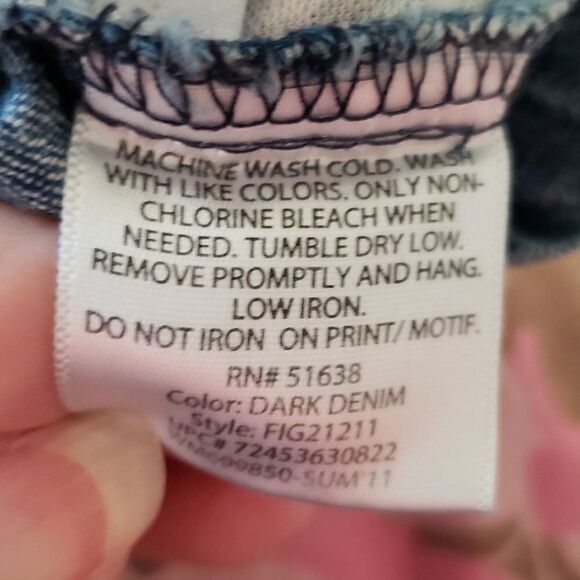 MACHINE WASH COLD. WASH
WITH LIKE COLORS. ONLY NON-
CHLORINE BLEACH WHEN
NEEDED. TUMBLE DRY LOW.
REMOVE PROMPTLY AND HANG.
LOW IRON.
DO NOT IRON ON PRINT/ MOTIF.
RN# 51638
Color: DARK DENIM
Style: FIG21211
UPC# 72453630822